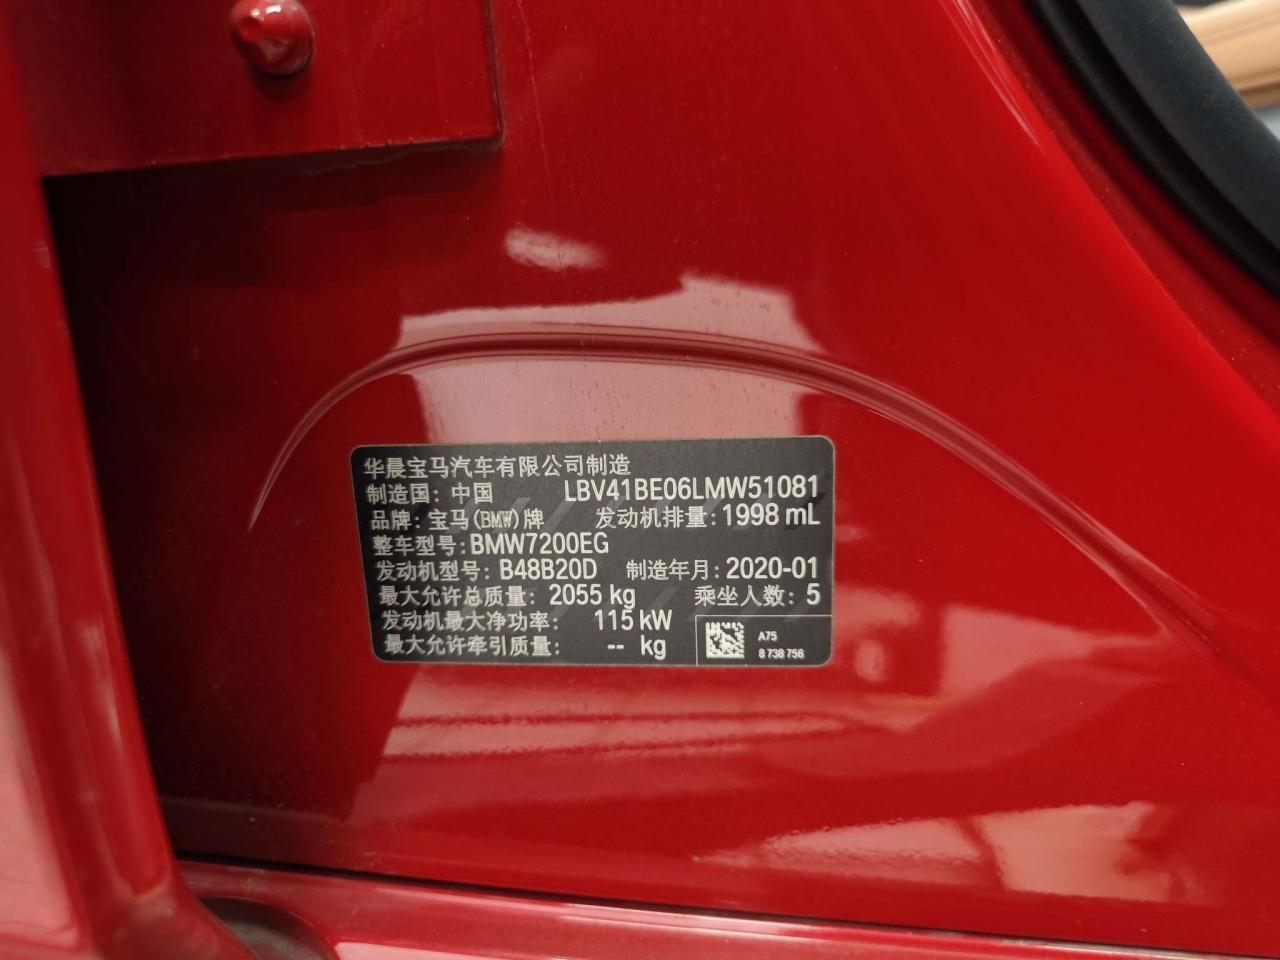 华晨宝马汽车有限公司制造
制造国: 中国 LBV41BE06LMW51081
品牌: 宝马(BMW)牌 发动机排量: 1998 mL
整车型号: BMW7200EG
发动机型号: B48B20D 制造年月: 2020-01
最大允许总质量: 2055 kg 乘坐人数: 5
发动机最大净功率: 115 kW
最大允许牵引质量: -- kg
A75
8 738 756